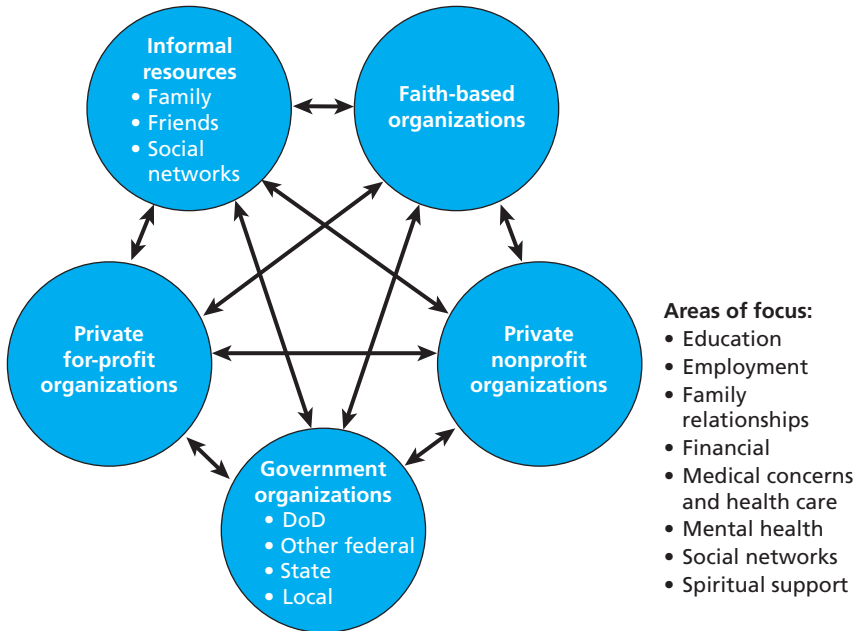 Informal
resources
• Family
• Friends
• Social
networks
Faith-based
organizations
Private
for-profit
organizations
Private
nonprofit
organizations
Government
organizations
• DoD
• Other federal
• State
• Local
Areas of focus:
• Education
• Employment
• Family
relationships
• Financial
• Medical concerns
and health care
• Mental health
• Social networks
• Spiritual support